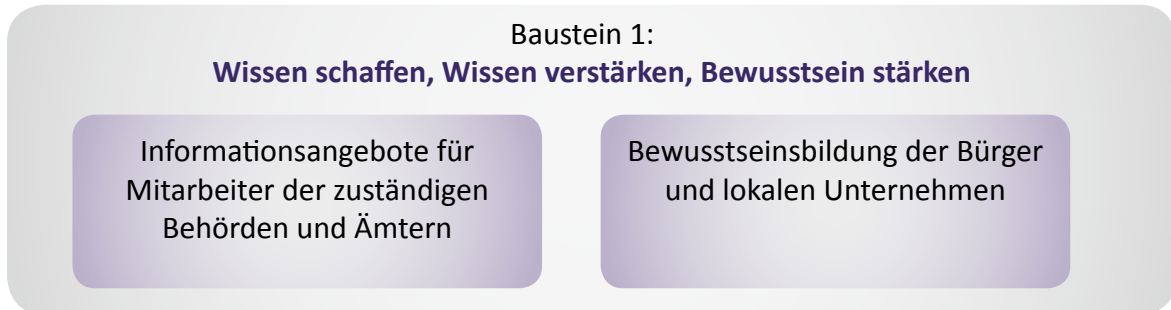 Baustein 1:
Wissen schaffen, Wissen verstärken, Bewusstsein stärken
Informationsangebote für
Mitarbeiter der zuständigen
Behörden und Ämtern
Bewusstseinsbildung der Bürger
und lokalen Unternehmen